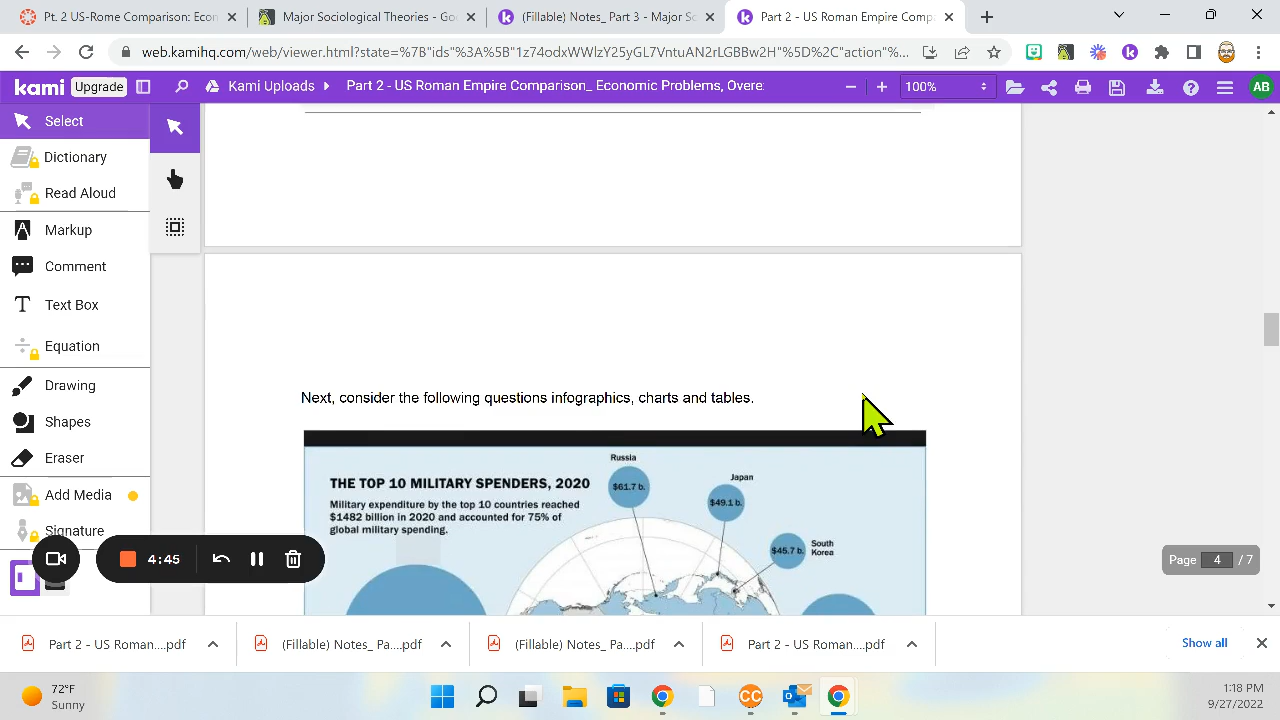 Pt. 2 US-Rome Comparison: Econ
Major Sociological Theories - Go
(Fillable) Notes_ Part 3 - Major Sc
Part 2 - US Roman Empire Comp
web.kamihq.com/web/viewer.html?state=%7B"ids"%3A%5B"1z74odxWWlzY25yGL7VntuAN2rLGBBw2H"%5D%2C"action"%...
kami
Upgrade
Kami Uploads
Part 2 - US Roman Empire Comparison_ Economic Problems, Overe
100%
AB
Select
Dictionary
Read Aloud
Markup
Comment
Text Box
Equation
Drawing
Shapes
Eraser
Add Media
Signature
4:45
Next, consider the following questions infographics, charts and tables.
THE TOP 10 MILITARY SPENDERS, 2020
Military expenditure by the top 10 countries reached
$1482 billion in 2020 and accounted for 75% of
global military spending.
Russia
$61.7 b.
Japan
$49.1 b.
$45.7 b.
South
Korea
Page 4 / 7
Part 2 - US Roman....pdf
(Fillable) Notes_ Pa....pdf
(Fillable) Notes_ Pa....pdf
Part 2 - US Roman....pdf
Show all
72°F
Sunny
CC
1:18 PM
9/27/2022